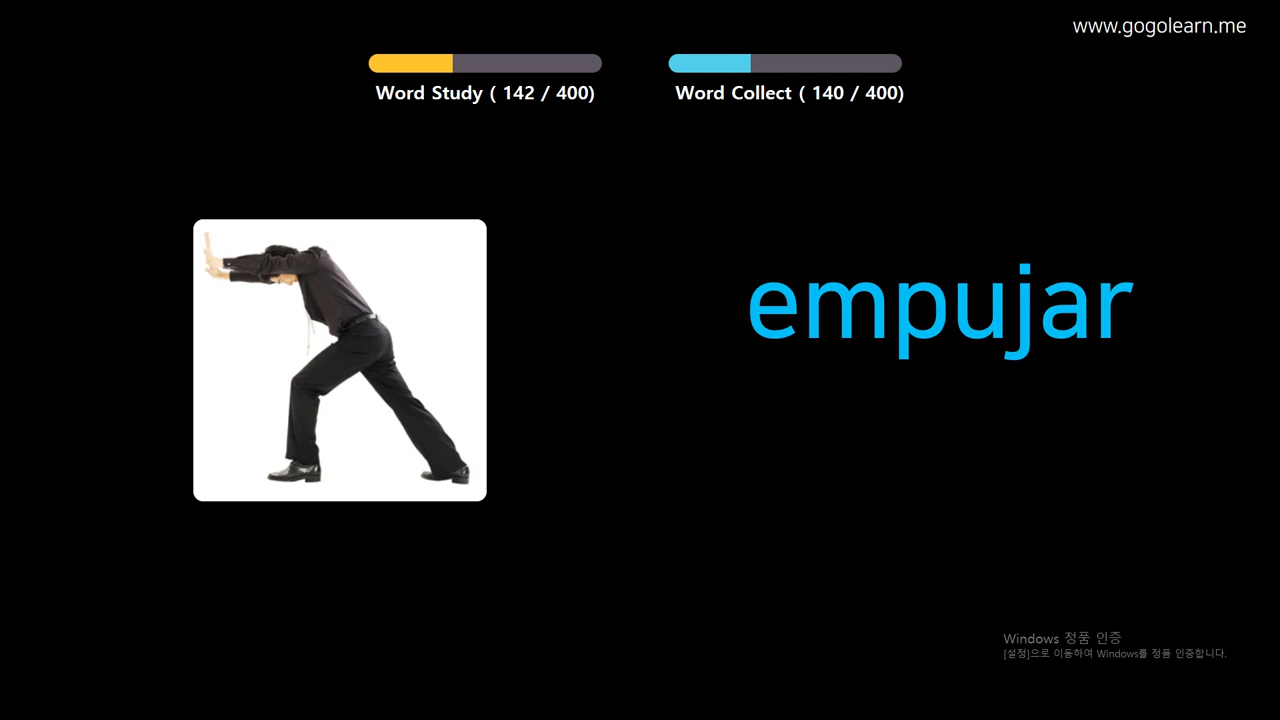 www.gogolearn.me
Word Study ( 142 / 400)
Word Collect ( 140 / 400)
empujar
Windows 정품 인증
[설정]으로 이동하여 Windows를 정품 인증합니다.